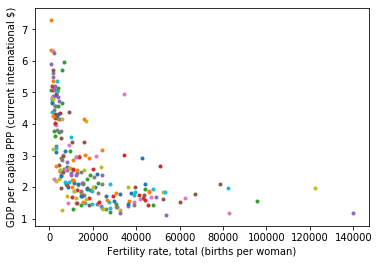 7
6
5
4
3
2
1
GDP per capita PPP (current international $)
0 20000 40000 60000 80000 100000 120000 140000
Fertility rate, total (births per woman)